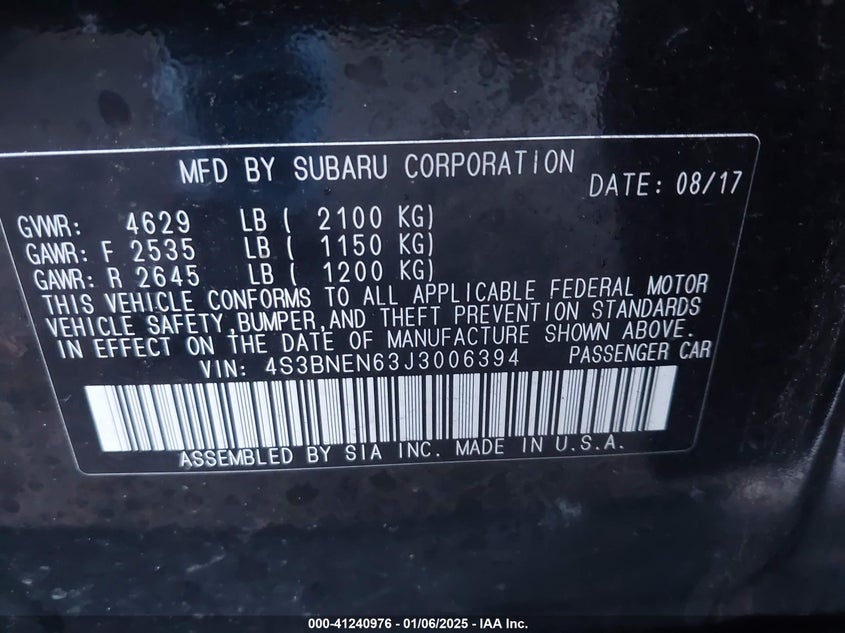 MFD BY SUBARU CORPORATION DATE: 08/17
GVWR: 4629 LB ( 2100 KG)
GAWR: F 2535 LB ( 1150 KG)
GAWR: R 2645 LB ( 1200 KG)
THIS VEHICLE CONFORMS TO ALL APPLICABLE FEDERAL MOTOR
VEHICLE SAFETY,BUMPER,AND THEFT PREVENTION STANDARDS
IN EFFECT ON THE DATE OF MANUFACTURE SHOWN ABOVE.
VIN: 4S3BNEN63J3006394 PASSENGER CAR
ASSEMBLED BY SIA INC. MADE IN U.S.A.
000-41240976 - 01/06/2025 - IAA Inc.